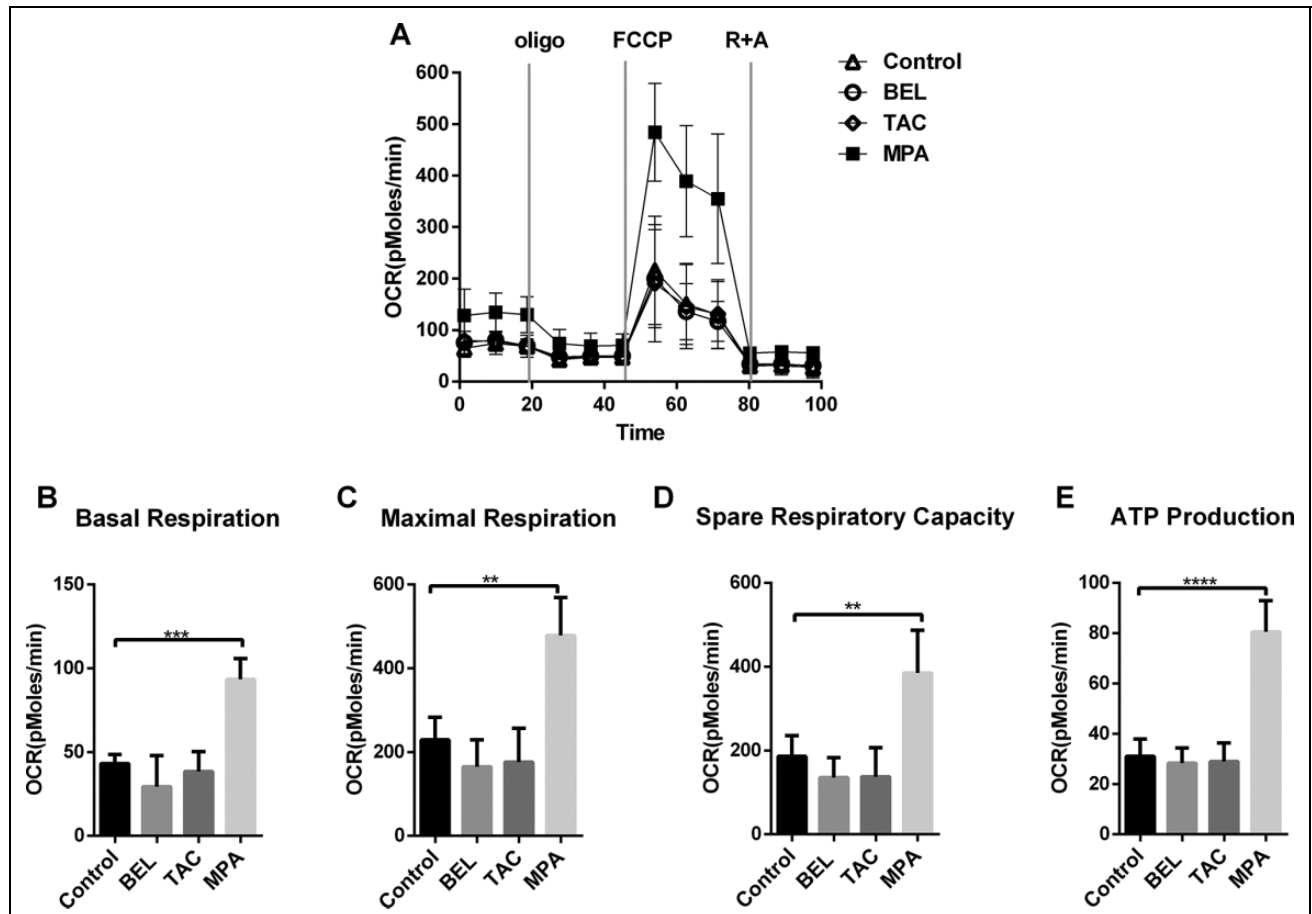 A
oligo FCCP R+A
Control
BEL
TAC
MPA
OCR(pMoles/min)
600
500
400
300
200
100
0
0 20 40 60 80 100
Time
B
Basal Respiration
OCR(pMoles/min)
150
100
50
0
***
Control BEL TAC MPA
C
Maximal Respiration
OCR(pMoles/min)
600
400
200
0
**
Control BEL TAC MPA
D
Spare Respiratory Capacity
OCR(pMoles/min)
600
400
200
0
**
Control BEL TAC MPA
E
ATP Production
OCR(pMoles/min)
100
80
60
40
20
0
****
Control BEL TAC MPA